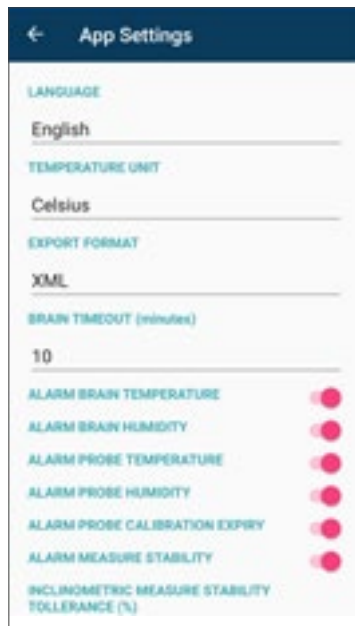 App Settings
LANGUAGE
English
TEMPERATURE UNIT
Celsius
EXPORT FORMAT
XML
BRAIN TIMEOUT (minutes)
10
ALARM BRAIN TEMPERATURE
ALARM BRAIN HUMIDITY
ALARM PROBE TEMPERATURE
ALARM PROBE HUMIDITY
ALARM PROBE CALIBRATION EXPIRY
ALARM MEASURE STABILITY
INCLINOMETRIC MEASURE STABILITY
TOLLERANCE (%)